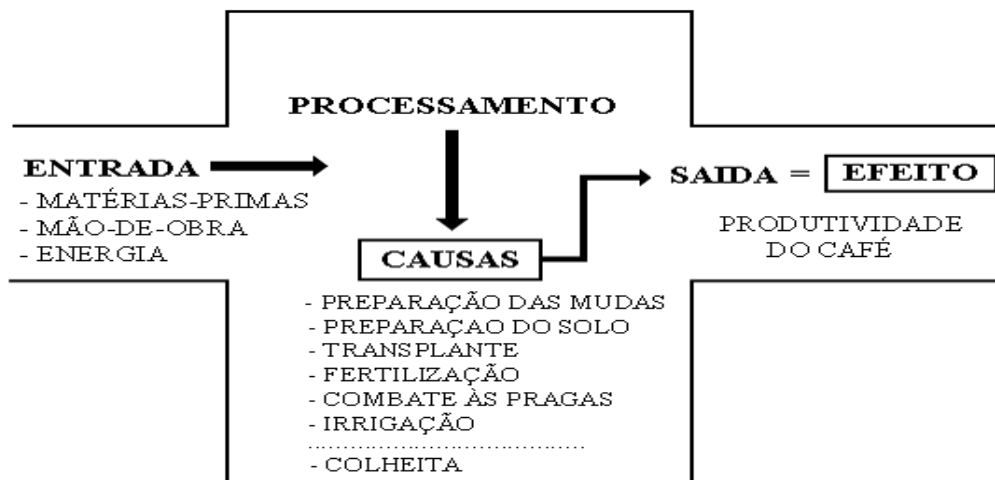 PROCESSAMENTO
ENTRADA
- MATÉRIAS-PRIMAS
- MÃO-DE-OBRA
- ENERGIA
CAUSAS
- PREPARAÇÃO DAS MUDAS
- PREPARAÇAO DO SOLO
- TRANSPLANTE
- FERTILIZAÇÃO
- COMBATE ÀS PRAGAS
- IRRIGAÇÃO
......................................
- COLHEITA
SAIDA = EFEITO
PRODUTIVIDADE
DO CAFÉ